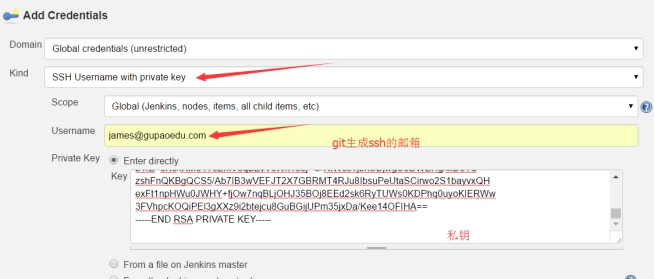 Add Credentials
Domain Global credentials (unrestricted)
Kind SSH Username with private key
Scope Global (Jenkins, nodes, items, all child items, etc)
Username james@gupaoedu.com
git生成ssh的邮箱
Private Key Enter directly
Key
zshFnQKBgQCS5/Ab7IB3wVEFJT2X7GBRMT4RJu8IbsuPeUtaSCirwo2S1bayvxQH
exFt1npHWu0JWHY+fjOw7nqBLjOHJ35BOj8EEd2sk6RyTUWs0KDPhq0uyoKIERWw
3FVhpcKOQiPEl3gXXz9i2btejcu8GuBGijUPm35jxDa/Kee14OFIHA==
-----END RSA PRIVATE KEY-----
私钥
From a file on Jenkins master